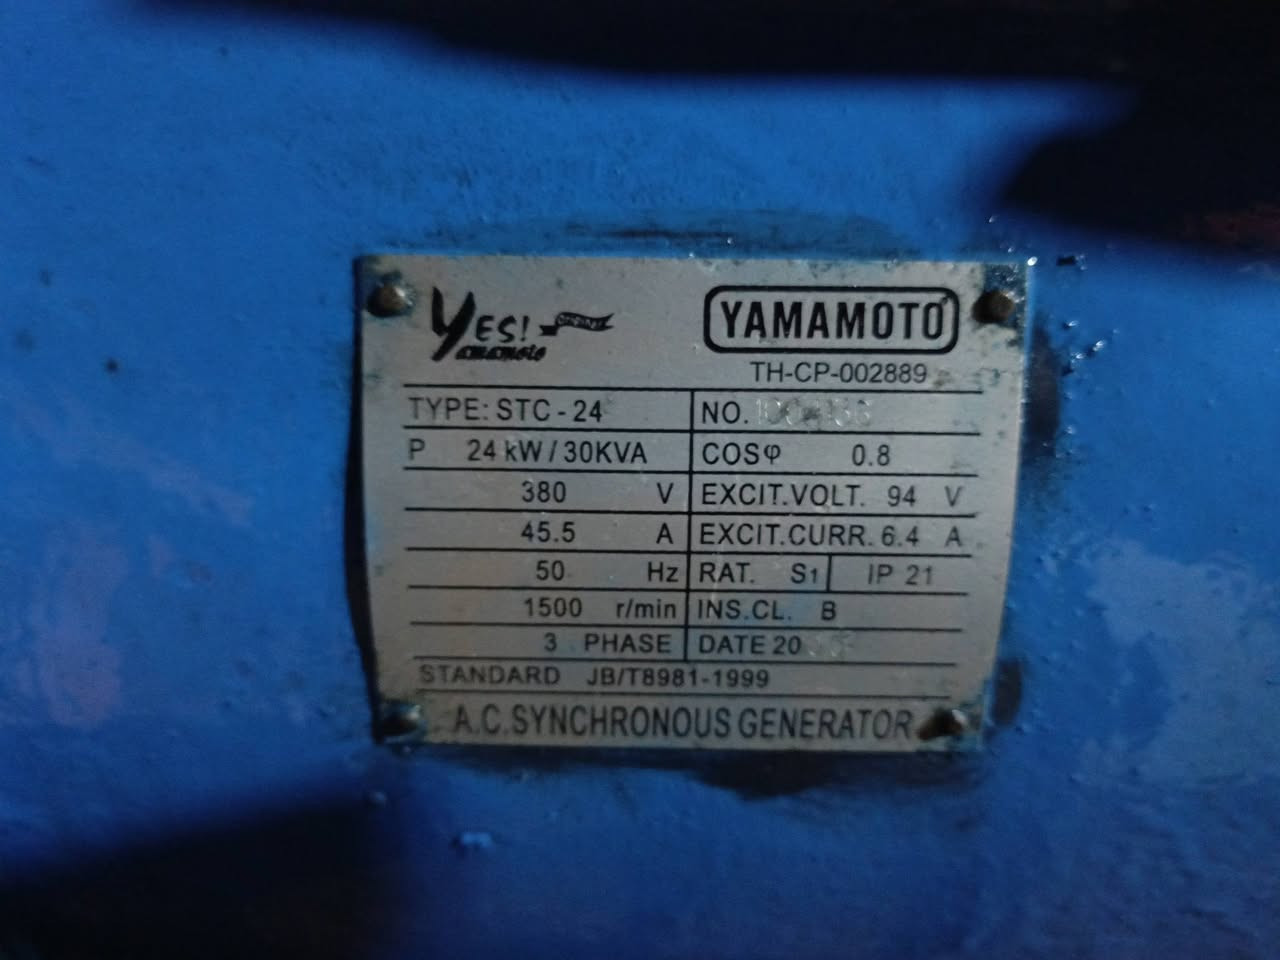 YES! Original
Yamamoto
YAMAMOTO
TH-CP-002889
TYPE: STC - 24
NO.
P 24 kW / 30KVA
COSφ 0.8
380 V
EXCIT.VOLT. 94 V
45.5 A
EXCIT.CURR. 6.4 A
50 Hz
RAT. S1 IP 21
1500 r/min
INS.CL. B
3 PHASE
DATE 20
STANDARD JB/T8981-1999
A.C.SYNCHRONOUS GENERATOR